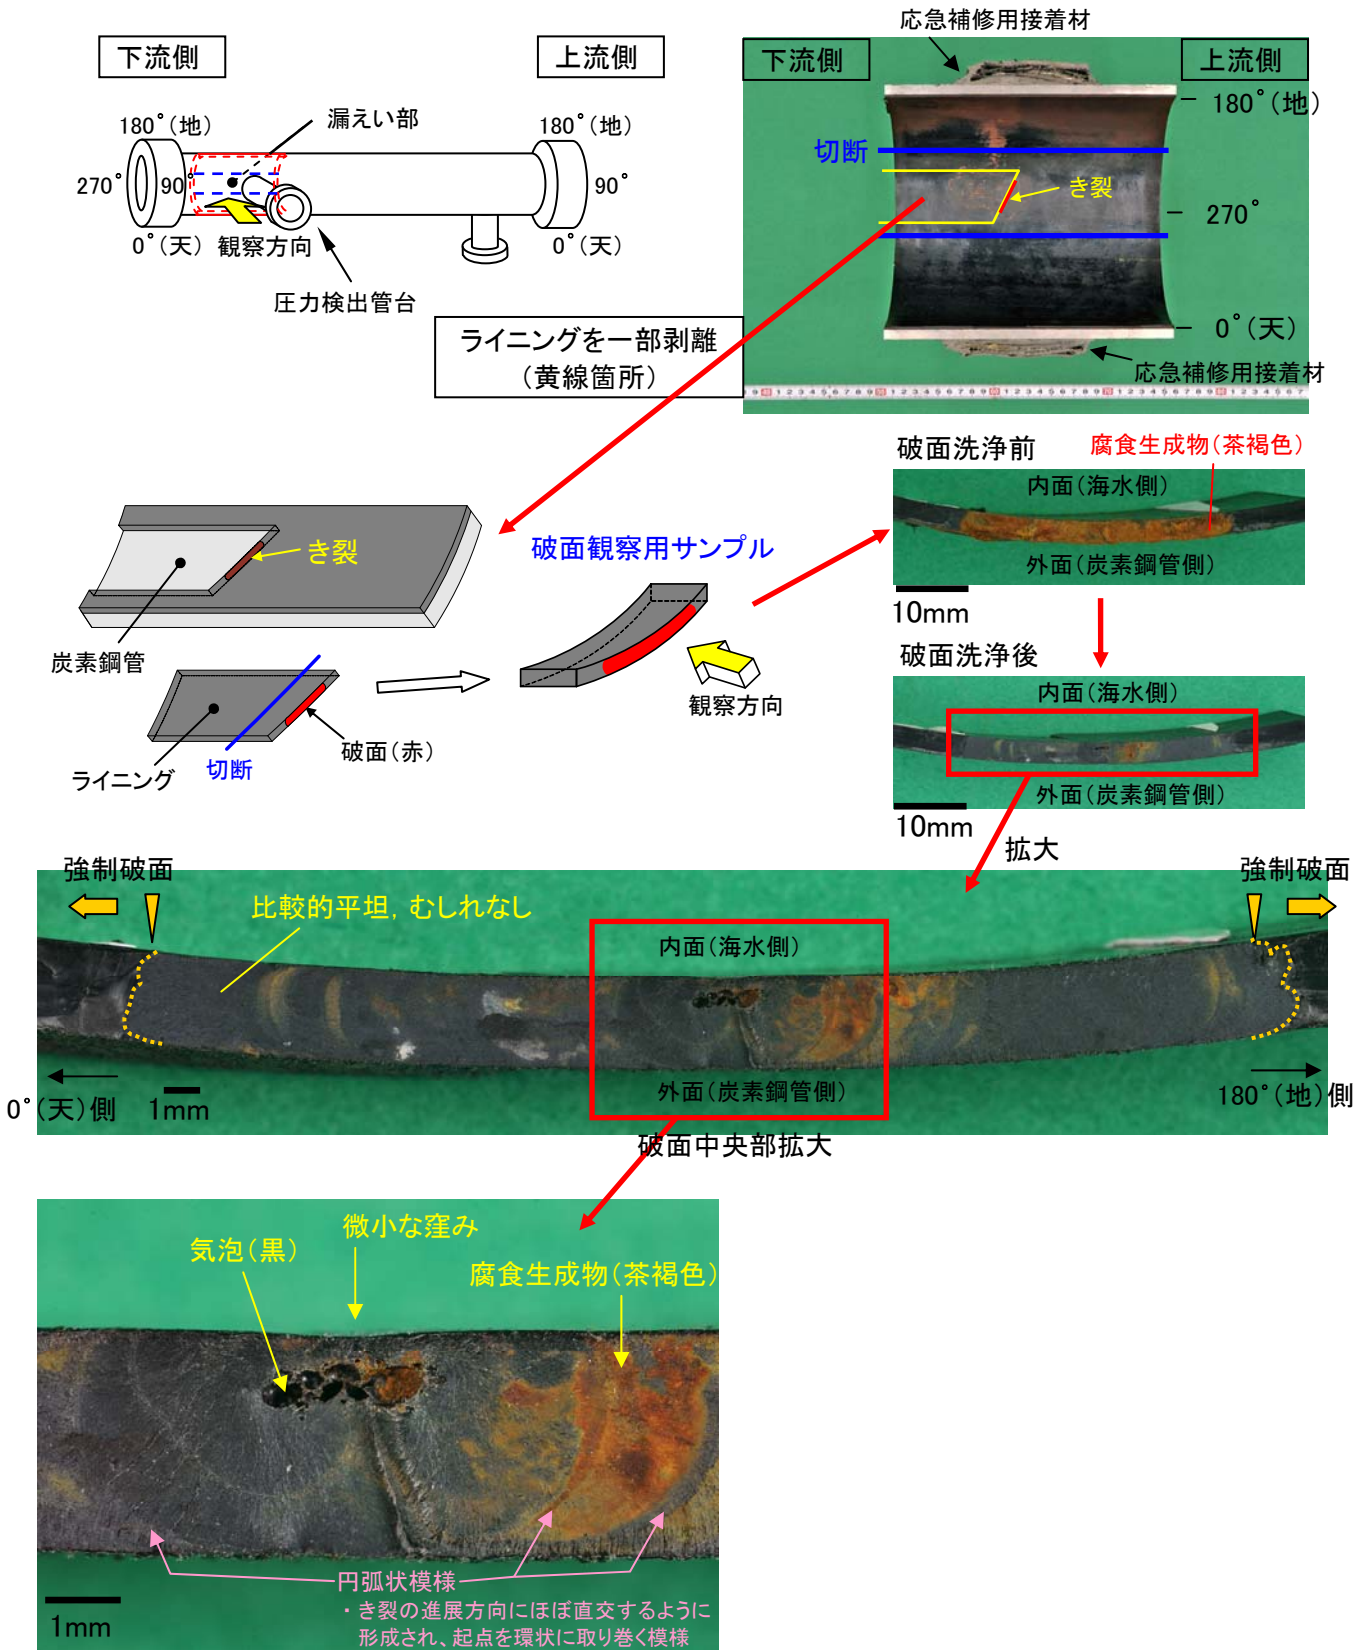 下流側
上流側
180°(地)
漏えい部
180°(地)
270°
90°
90°
0°(天)
観察方向
0°(天)
圧力検出管台
応急補修用接着材
下流側
上流側
180°(地)
切断
き裂
270°
0°(天)
応急補修用接着材
ライニングを一部剥離
(黄線箇所)
破面洗浄前
腐食生成物(茶褐色)
内面(海水側)
外面(炭素鋼管側)
10mm
き裂
破面観察用サンプル
炭素鋼管
観察方向
破面(赤)
切断
ライニング
破面洗浄後
内面(海水側)
外面(炭素鋼管側)
10mm
拡大
強制破面
強制破面
比較的平坦, むしれなし
内面(海水側)
外面(炭素鋼管側)
0°(天)側
1mm
180°(地)側
破面中央部拡大
微小な窪み
気泡(黒)
腐食生成物(茶褐色)
円弧状模様
・き裂の進展方向にほぼ直交するように
形成され、起点を環状に取り巻く模様
1mm